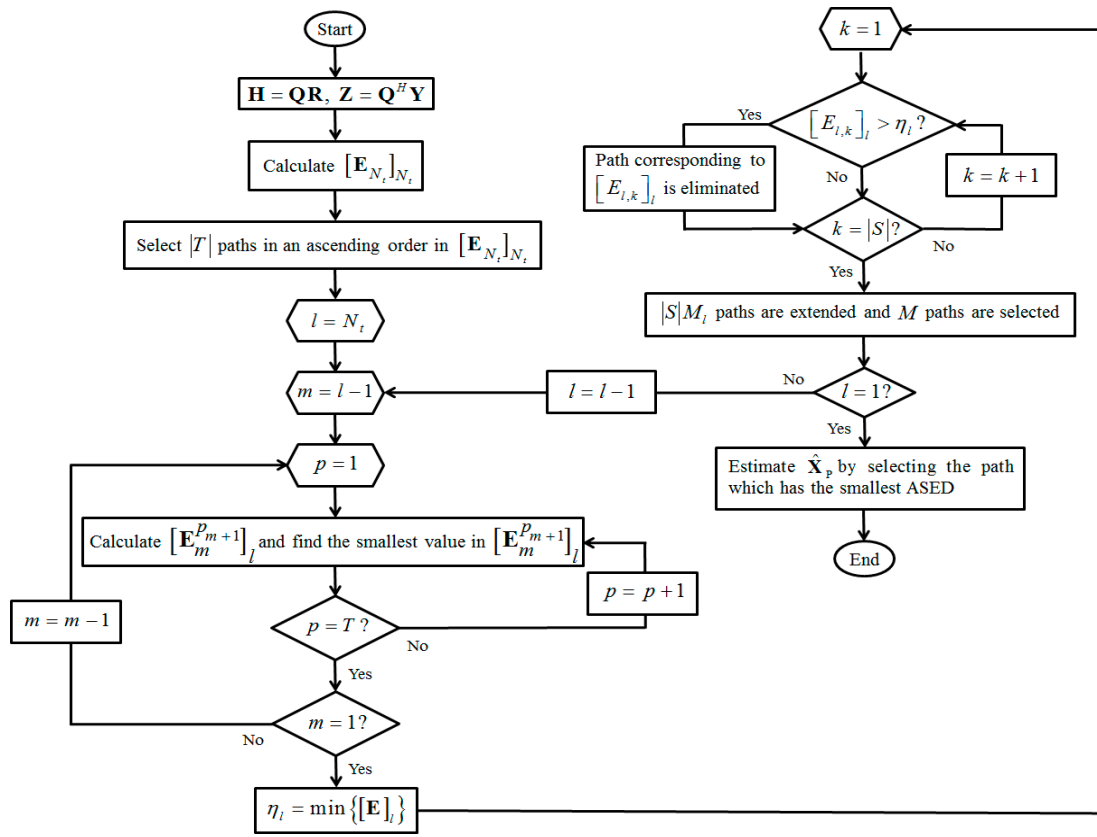 Start
H = QR, Z = Q^H Y
Calculate [E_{N_t}]_{N_t}
Select |T| paths in an ascending order in [E_{N_t}]_{N_t}
l = N_t
m = l − 1
p = 1
Calculate [E_m^{p_{m+1}}]_l and find the smallest value in [E_m^{p_{m+1}}]_l
p = p + 1
p = T ?
No
Yes
m = m − 1
m = 1?
No
Yes
η_l = min{[E]_l}
k = 1
[E_{l,k}]_l > η_l ?
Yes
No
Path corresponding to
[E_{l,k}]_l is eliminated
k = k + 1
k = |S|?
No
Yes
|S|M_l paths are extended and M paths are selected
l = 1?
No
l = l − 1
Yes
Estimate X̂_P by selecting the path
which has the smallest ASED
End